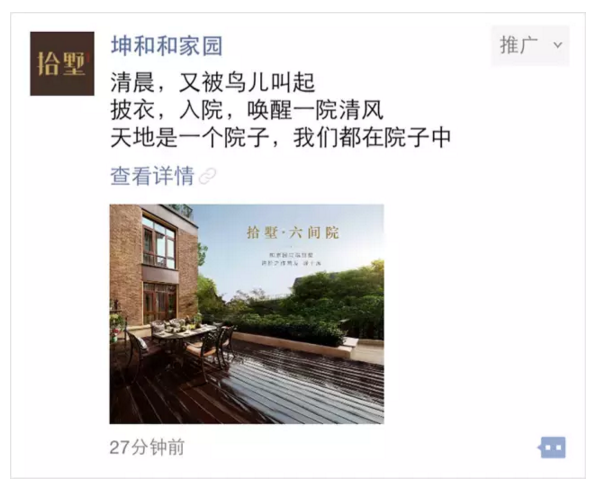 拾墅
坤和和家园
推广
清晨，又被鸟儿叫起
披衣，入院，唤醒一院清风
天地是一个院子，我们都在院子中
查看详情
拾墅·六间院
27分钟前